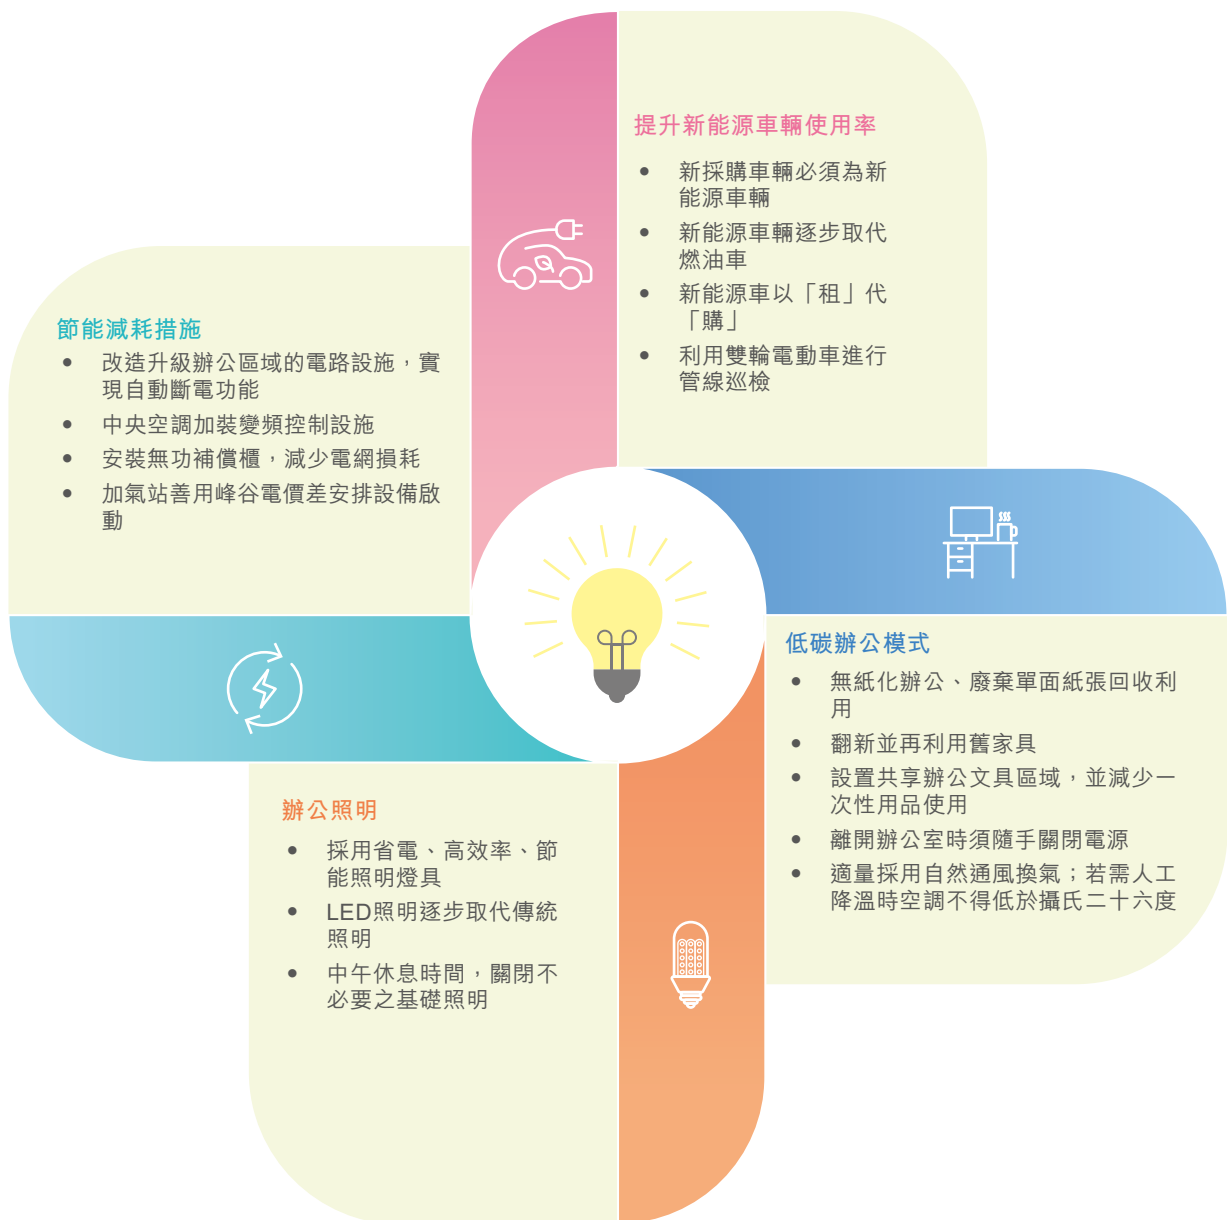 提升新能源車輛使用率
• 新採購車輛必須為新
能源車輛
• 新能源車輛逐步取代
燃油車
• 新能源車以「租」代
「購」
• 利用雙輪電動車進行
管線巡檢
節能減耗措施
• 改造升級辦公區域的電路設施，實
現自動斷電功能
• 中央空調加裝變頻控制設施
• 安裝無功補償櫃，減少電網損耗
• 加氣站善用峰谷電價差安排設備啟
動
低碳辦公模式
• 無紙化辦公、廢棄單面紙張回收利
用
• 翻新並再利用舊家具
• 設置共享辦公文具區域，並減少一
次性用品使用
• 離開辦公室時須隨手關閉電源
• 適量採用自然通風換氣；若需人工
降溫時空調不得低於攝氏二十六度
辦公照明
• 採用省電、高效率、節
能照明燈具
• LED照明逐步取代傳統
照明
• 中午休息時間，關閉不
必要之基礎照明